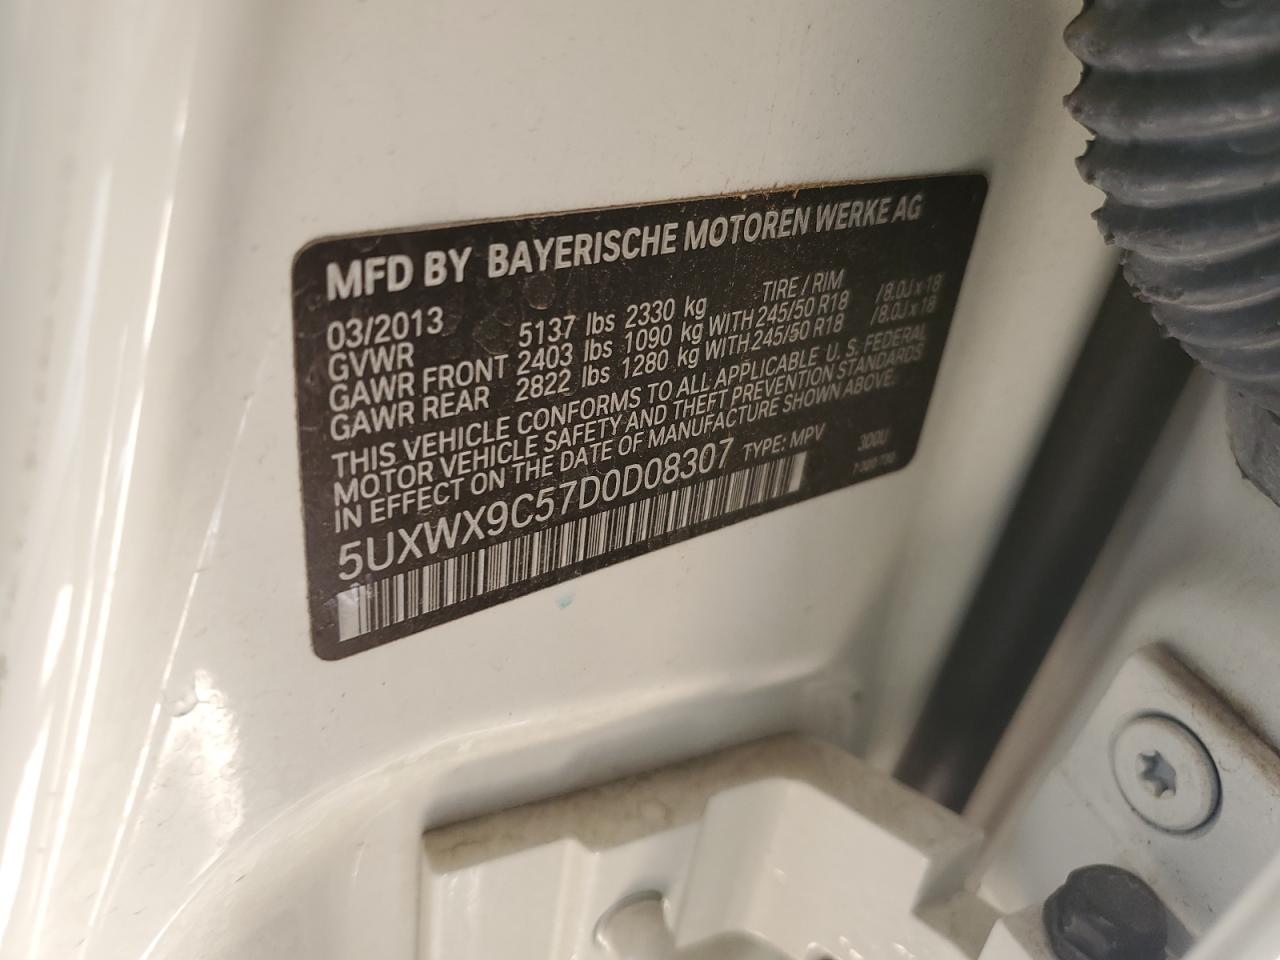 MFD BY BAYERISCHE MOTOREN WERKE AG
03/2013 TIRE / RIM
GVWR 5137 lbs 2330 kg
GAWR FRONT 2403 lbs 1090 kg WITH 245/50 R18 /8.0J x 18
GAWR REAR 2822 lbs 1280 kg WITH 245/50 R18 /8.0J x 18
THIS VEHICLE CONFORMS TO ALL APPLICABLE U. S. FEDERAL
MOTOR VEHICLE SAFETY AND THEFT PREVENTION STANDARDS
IN EFFECT ON THE DATE OF MANUFACTURE SHOWN ABOVE.
5UXWX9C57D0D08307 TYPE: MPV 300U